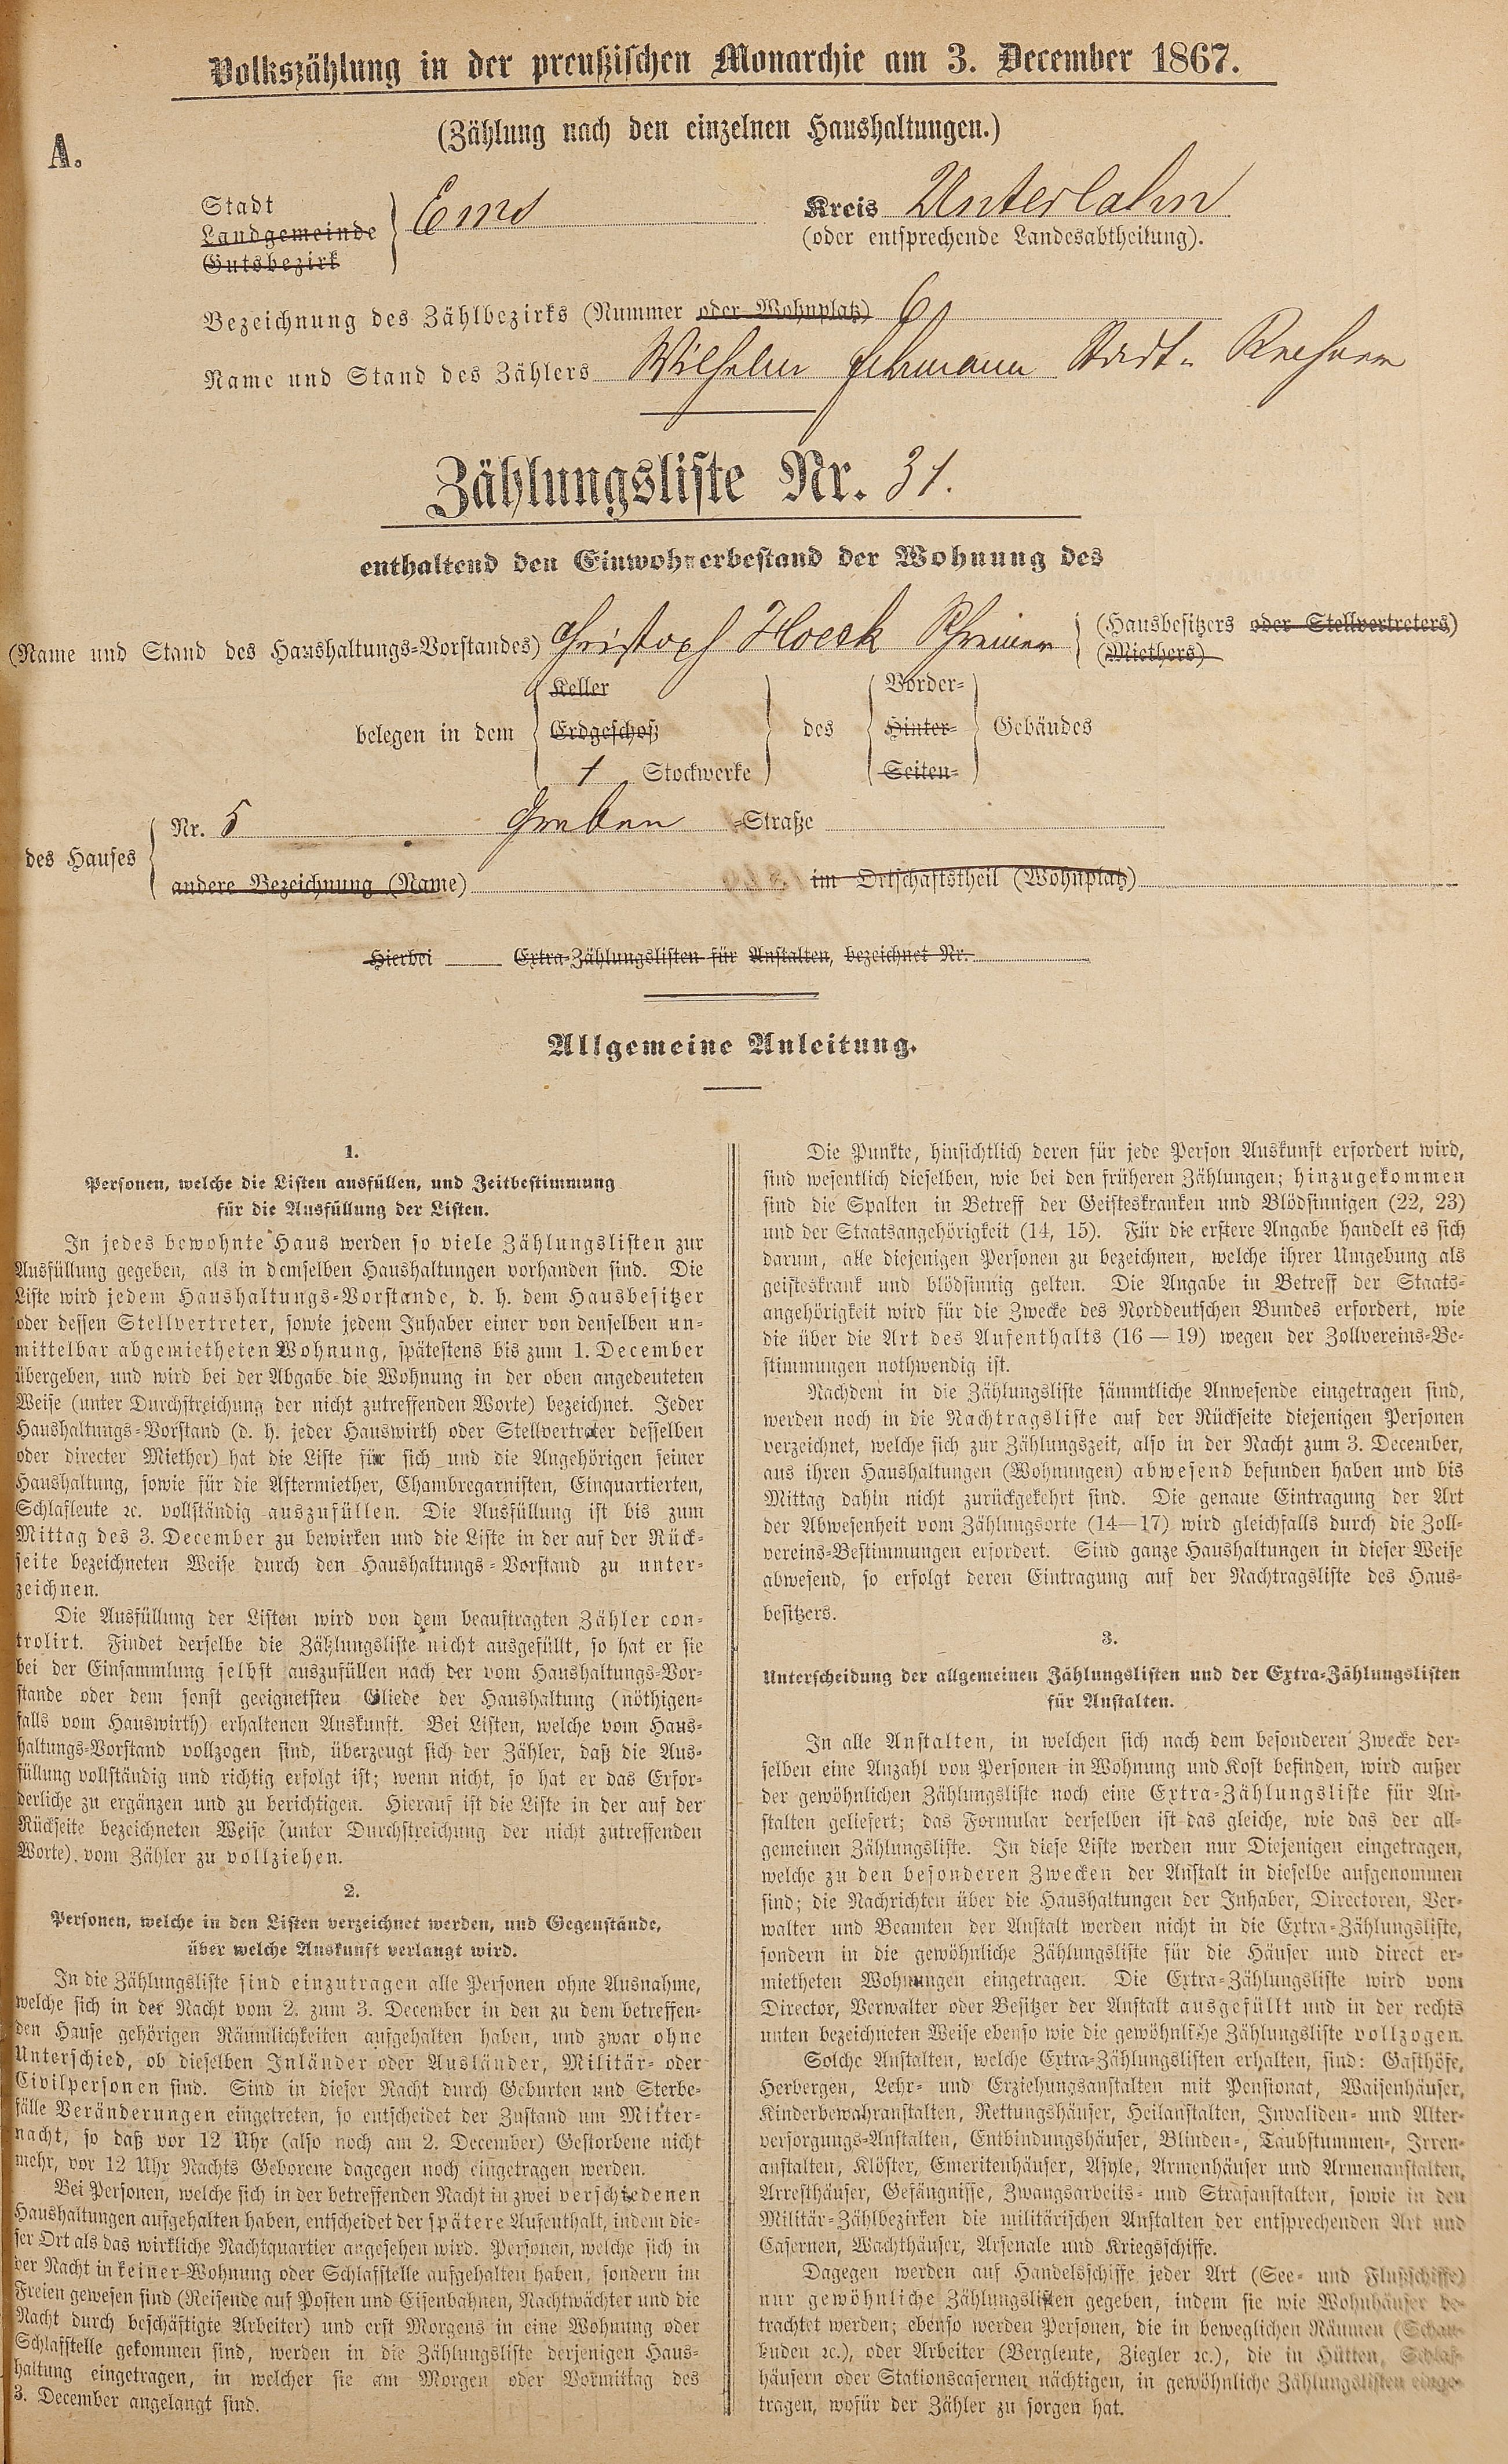 Volkszählung in der preußischen Monarchie am 3. December 1867.
(Zählung nach den einzelnen Haushaltungen.)
A.
Stadt
Landgemeinde
Gutsbezirk
Ems
Kreis Unterlahn
(oder entsprechende Landesabtheilung).
Bezeichnung des Zählbezirks (Nummer oder Wohnplatz) 6
Name und Stand des Zählers Wilhelm Stadt-Rechner
Zählungsliste Nr. 31.
enthaltend den Einwohnerbestand der Wohnung des
(Name und Stand des Haushaltungs-Vorstandes) Christoph Hoeck Schreiner
(Hausbesitzers oder Stellvertreters)
(Miethers)
belegen in dem
Keller
Erdgeschoß
1 Stockwerke
des
Vorder-
Hinter-
Seiten-
Gebäudes
des Hauses
Nr. 5 Graben -Straße
andere Bezeichnung (Name) im Ortschaftstheil (Wohnplatz)
Hierbei Extra-Zählungslisten für Anstalten, bezeichnet Nr.
Allgemeine Anleitung.
1.
Personen, welche die Listen ausfüllen, und Zeitbestimmung
für die Ausfüllung der Listen.
In jedes bewohnte Haus werden so viele Zählungslisten zur
Ausfüllung gegeben, als in demselben Haushaltungen vorhanden sind. Die
Liste wird jedem Haushaltungs-Vorstande, d. h. dem Hausbesitzer
oder dessen Stellvertreter, sowie jedem Inhaber einer von denselben un-
mittelbar abgemietheten Wohnung, spätestens bis zum 1. December
übergeben, und wird bei der Abgabe die Wohnung in der oben angedeuteten
Weise (unter Durchstreichung der nicht zutreffenden Worte) bezeichnet. Jeder
Haushaltungs-Vorstand (d. h. jeder Hauswirth oder Stellvertreter desselben
oder directer Miether) hat die Liste für sich und die Angehörigen seiner
Haushaltung, sowie für die Aftermiether, Chambregarnisten, Einquartierten,
Schlafleute ꝛc. vollständig auszufüllen. Die Ausfüllung ist bis zum
Mittag des 3. December zu bewirken und die Liste in der auf der Rück-
seite bezeichneten Weise durch den Haushaltungs-Vorstand zu unter-
zeichnen.
Die Ausfüllung der Listen wird von dem beauftragten Zähler con-
trolirt. Findet derselbe die Zählungsliste nicht ausgefüllt, so hat er sie
bei der Einsammlung selbst auszufüllen nach der vom Haushaltungs-Vor-
stande oder dem sonst geeignetsten Gliede der Haushaltung (nöthigen-
falls vom Hauswirth) erhaltenen Auskunft. Bei Listen, welche vom Haus-
haltungs-Vorstand vollzogen sind, überzeugt sich der Zähler, daß die Aus-
füllung vollständig und richtig erfolgt ist; wenn nicht, so hat er das Erfor-
derliche zu ergänzen und zu berichtigen. Hierauf ist die Liste in der auf der
Rückseite bezeichneten Weise (unter Durchstreichung der nicht zutreffenden
Worte) vom Zähler zu vollziehen.
2.
Personen, welche in den Listen verzeichnet werden, und Gegenstände,
über welche Auskunft verlangt wird.
In die Zählungsliste sind einzutragen alle Personen ohne Ausnahme,
welche sich in der Nacht vom 2. zum 3. December in den zu dem betreffen-
den Hause gehörigen Räumlichkeiten aufgehalten haben, und zwar ohne
Unterschied, ob dieselben Inländer oder Ausländer, Militär- oder
Civilpersonen sind. Sind in dieser Nacht durch Geburten und Sterbe-
fälle Veränderungen eingetreten, so entscheidet der Zustand um Mitter-
nacht, so daß vor 12 Uhr (also noch am 2. December) Gestorbene nicht
mehr, vor 12 Uhr Nachts Geborene dagegen noch eingetragen werden.
Bei Personen, welche sich in der betreffenden Nacht in zwei verschiedenen
Haushaltungen aufgehalten haben, entscheidet der spätere Aufenthalt, indem die-
ser Ort als das wirkliche Nachtquartier angesehen wird. Personen, welche sich in
der Nacht in keiner Wohnung oder Schlafstelle aufgehalten haben, sondern im
Freien gewesen sind (Reisende auf Posten und Eisenbahnen, Nachtwächter und die
Nacht durch beschäftigte Arbeiter) und erst Morgens in eine Wohnung oder
Schlafstelle gekommen sind, werden in die Zählungsliste derjenigen Haus-
haltung eingetragen, in welcher sie am Morgen oder Vormittag des
3. December angelangt sind.
Die Punkte, hinsichtlich deren für jede Person Auskunft erfordert wird,
sind wesentlich dieselben, wie bei den früheren Zählungen; hinzugekommen
sind die Spalten in Betreff der Geisteskranken und Blödsinnigen (22, 23)
und der Staatsangehörigkeit (14, 15). Für die erstere Angabe handelt es sich
darum, alle diejenigen Personen zu bezeichnen, welche ihrer Umgebung als
geisteskrank und blödsinnig gelten. Die Angabe in Betreff der Staats-
angehörigkeit wird für die Zwecke des Norddeutschen Bundes erfordert, wie
die über die Art des Aufenthalts (16 — 19) wegen der Zollvereins-Be-
stimmungen nothwendig ist.
Nachdem in die Zählungsliste sämmtliche Anwesende eingetragen sind,
werden noch in die Nachtragsliste auf der Rückseite diejenigen Personen
verzeichnet, welche sich zur Zählungszeit, also in der Nacht zum 3. December,
aus ihren Haushaltungen (Wohnungen) abwesend befunden haben und bis
Mittag dahin nicht zurückgekehrt sind. Die genaue Eintragung der Art
der Abwesenheit vom Zählungsorte (14—17) wird gleichfalls durch die Zoll-
vereins-Bestimmungen erfordert. Sind ganze Haushaltungen in dieser Weise
abwesend, so erfolgt deren Eintragung auf der Nachtragsliste des Haus-
besitzers.
3.
Unterscheidung der allgemeinen Zählungslisten und der Extra-Zählungslisten
für Anstalten.
In alle Anstalten, in welchen sich nach dem besonderen Zwecke der-
selben eine Anzahl von Personen in Wohnung und Kost befinden, wird außer
der gewöhnlichen Zählungsliste noch eine Extra-Zählungsliste für An-
stalten geliefert; das Formular derselben ist das gleiche, wie das der all-
gemeinen Zählungsliste. In diese Liste werden nur Diejenigen eingetragen,
welche zu den besonderen Zwecken der Anstalt in dieselbe aufgenommen
sind; die Nachrichten über die Haushaltungen der Inhaber, Directoren, Ver-
walter und Beamten der Anstalt werden nicht in die Extra-Zählungsliste,
sondern in die gewöhnliche Zählungsliste für die Häuser und direct er-
mietheten Wohnungen eingetragen. Die Extra-Zählungsliste wird vom
Director, Verwalter oder Besitzer der Anstalt ausgefüllt und in der rechts
unten bezeichneten Weise ebenso wie die gewöhnliche Zählungsliste vollzogen.
Solche Anstalten, welche Extra-Zählungslisten erhalten, sind: Gasthöfe,
Herbergen, Lehr- und Erziehungsanstalten mit Pensionat, Waisenhäuser,
Kinderbewahranstalten, Rettungshäuser, Heilanstalten, Invaliden- und Alter-
versorgungs-Anstalten, Entbindungshäuser, Blinden-, Taubstummen-, Irren-
anstalten, Klöster, Emeritenhäuser, Asyle, Armenhäuser und Armenanstalten,
Arresthäuser, Gefängnisse, Zwangsarbeits- und Strafanstalten, sowie in den
Militär-Zählbezirken die militärischen Anstalten der entsprechenden Art und
Casernen, Wachthäuser, Arsenale und Kriegsschiffe.
Dagegen werden auf Handelsschiffe jeder Art (See- und Flußschiffe)
nur gewöhnliche Zählungslisten gegeben, indem sie wie Wohnhäuser be-
trachtet werden; ebenso werden Personen, die in beweglichen Räumen (Schau-
buden ꝛc.), oder Arbeiter (Bergleute, Ziegler ꝛc.), die in Hütten, Schlaf-
häusern oder Stationscasernen nächtigen, in gewöhnliche Zählungslisten einge-
tragen, wofür der Zähler zu sorgen hat.